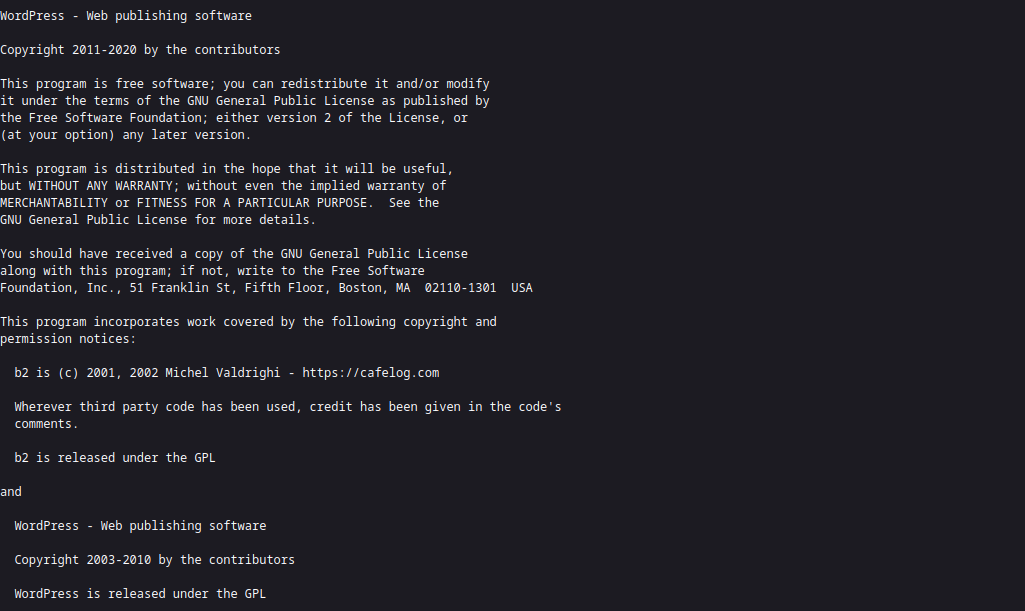 WordPress - Web publishing software
Copyright 2011-2020 by the contributors
This program is free software; you can redistribute it and/or modify
it under the terms of the GNU General Public License as published by
the Free Software Foundation; either version 2 of the License, or
(at your option) any later version.
This program is distributed in the hope that it will be useful,
but WITHOUT ANY WARRANTY; without even the implied warranty of
MERCHANTABILITY or FITNESS FOR A PARTICULAR PURPOSE.  See the
GNU General Public License for more details.
You should have received a copy of the GNU General Public License
along with this program; if not, write to the Free Software
Foundation, Inc., 51 Franklin St, Fifth Floor, Boston, MA  02110-1301  USA
This program incorporates work covered by the following copyright and
permission notices:
b2 is (c) 2001, 2002 Michel Valdrighi - https://cafelog.com
Wherever third party code has been used, credit has been given in the code's
comments.
b2 is released under the GPL
and
WordPress - Web publishing software
Copyright 2003-2010 by the contributors
WordPress is released under the GPL